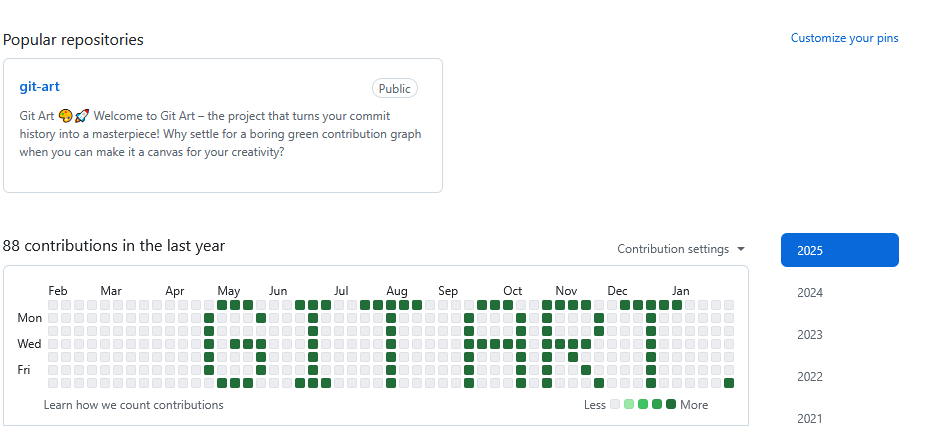 Popular repositories
Customize your pins
git-art
Public
Git Art 🎨🚀 Welcome to Git Art – the project that turns your commit
history into a masterpiece! Why settle for a boring green contribution graph
when you can make it a canvas for your creativity?
88 contributions in the last year
Contribution settings
2025
2024
2023
2022
2021
Feb Mar Apr May Jun Jul Aug Sep Oct Nov Dec Jan
Mon
Wed
Fri
GIT ART
Learn how we count contributions
Less
More